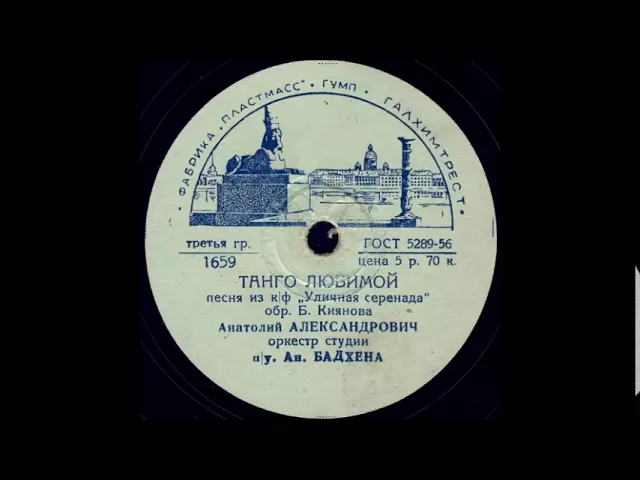 ФАБРИКА „ПЛАСТМАСС" • ГУМП • ГАЛХИМТРЕСТ
третья гр.
ГОСТ 5289-56
1659
цена 5 р. 70 к.
ТАНГО ЛЮБИМОЙ
песня из к|ф „Уличная серенада"
обр. Б. Киянова
Анатолий АЛЕКСАНДРОВИЧ
оркестр студии
п|у. Ан. БАДХЕНА